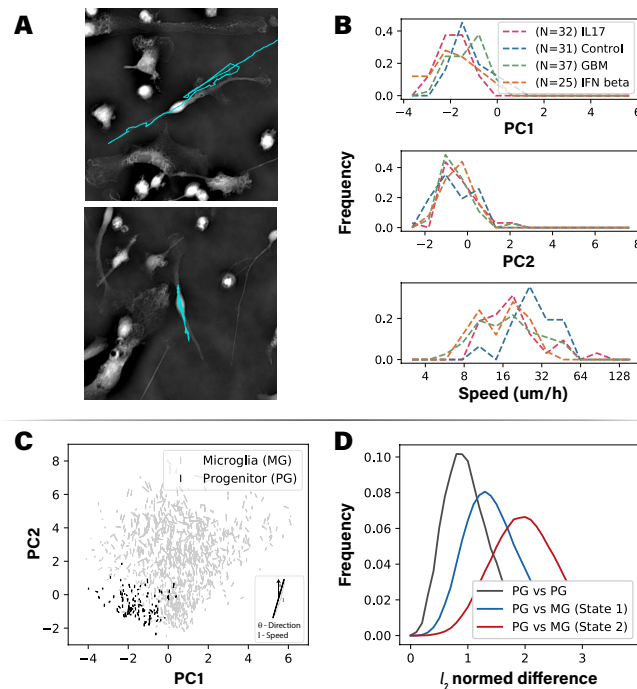 A
B
(N=32) IL17
(N=31) Control
(N=37) GBM
(N=25) IFN beta
0.4
0.2
0.0
−4 −2 0 2 4 6
PC1
0.4
0.2
0.0
−2 0 2 4 6 8
PC2
Frequency
0.2
0.0
4 8 16 32 64 128
Speed (um/h)
C
Microglia (MG)
Progenitor (PG)
8
6
4
2
0
−2
PC2
θ - Direction
l - Speed
−4 −2 0 2 4 6
PC1
D
0.10
0.08
0.06
0.04
0.02
0.00
Frequency
PG vs PG
PG vs MG (State 1)
PG vs MG (State 2)
0 1 2 3
l₂ normed difference